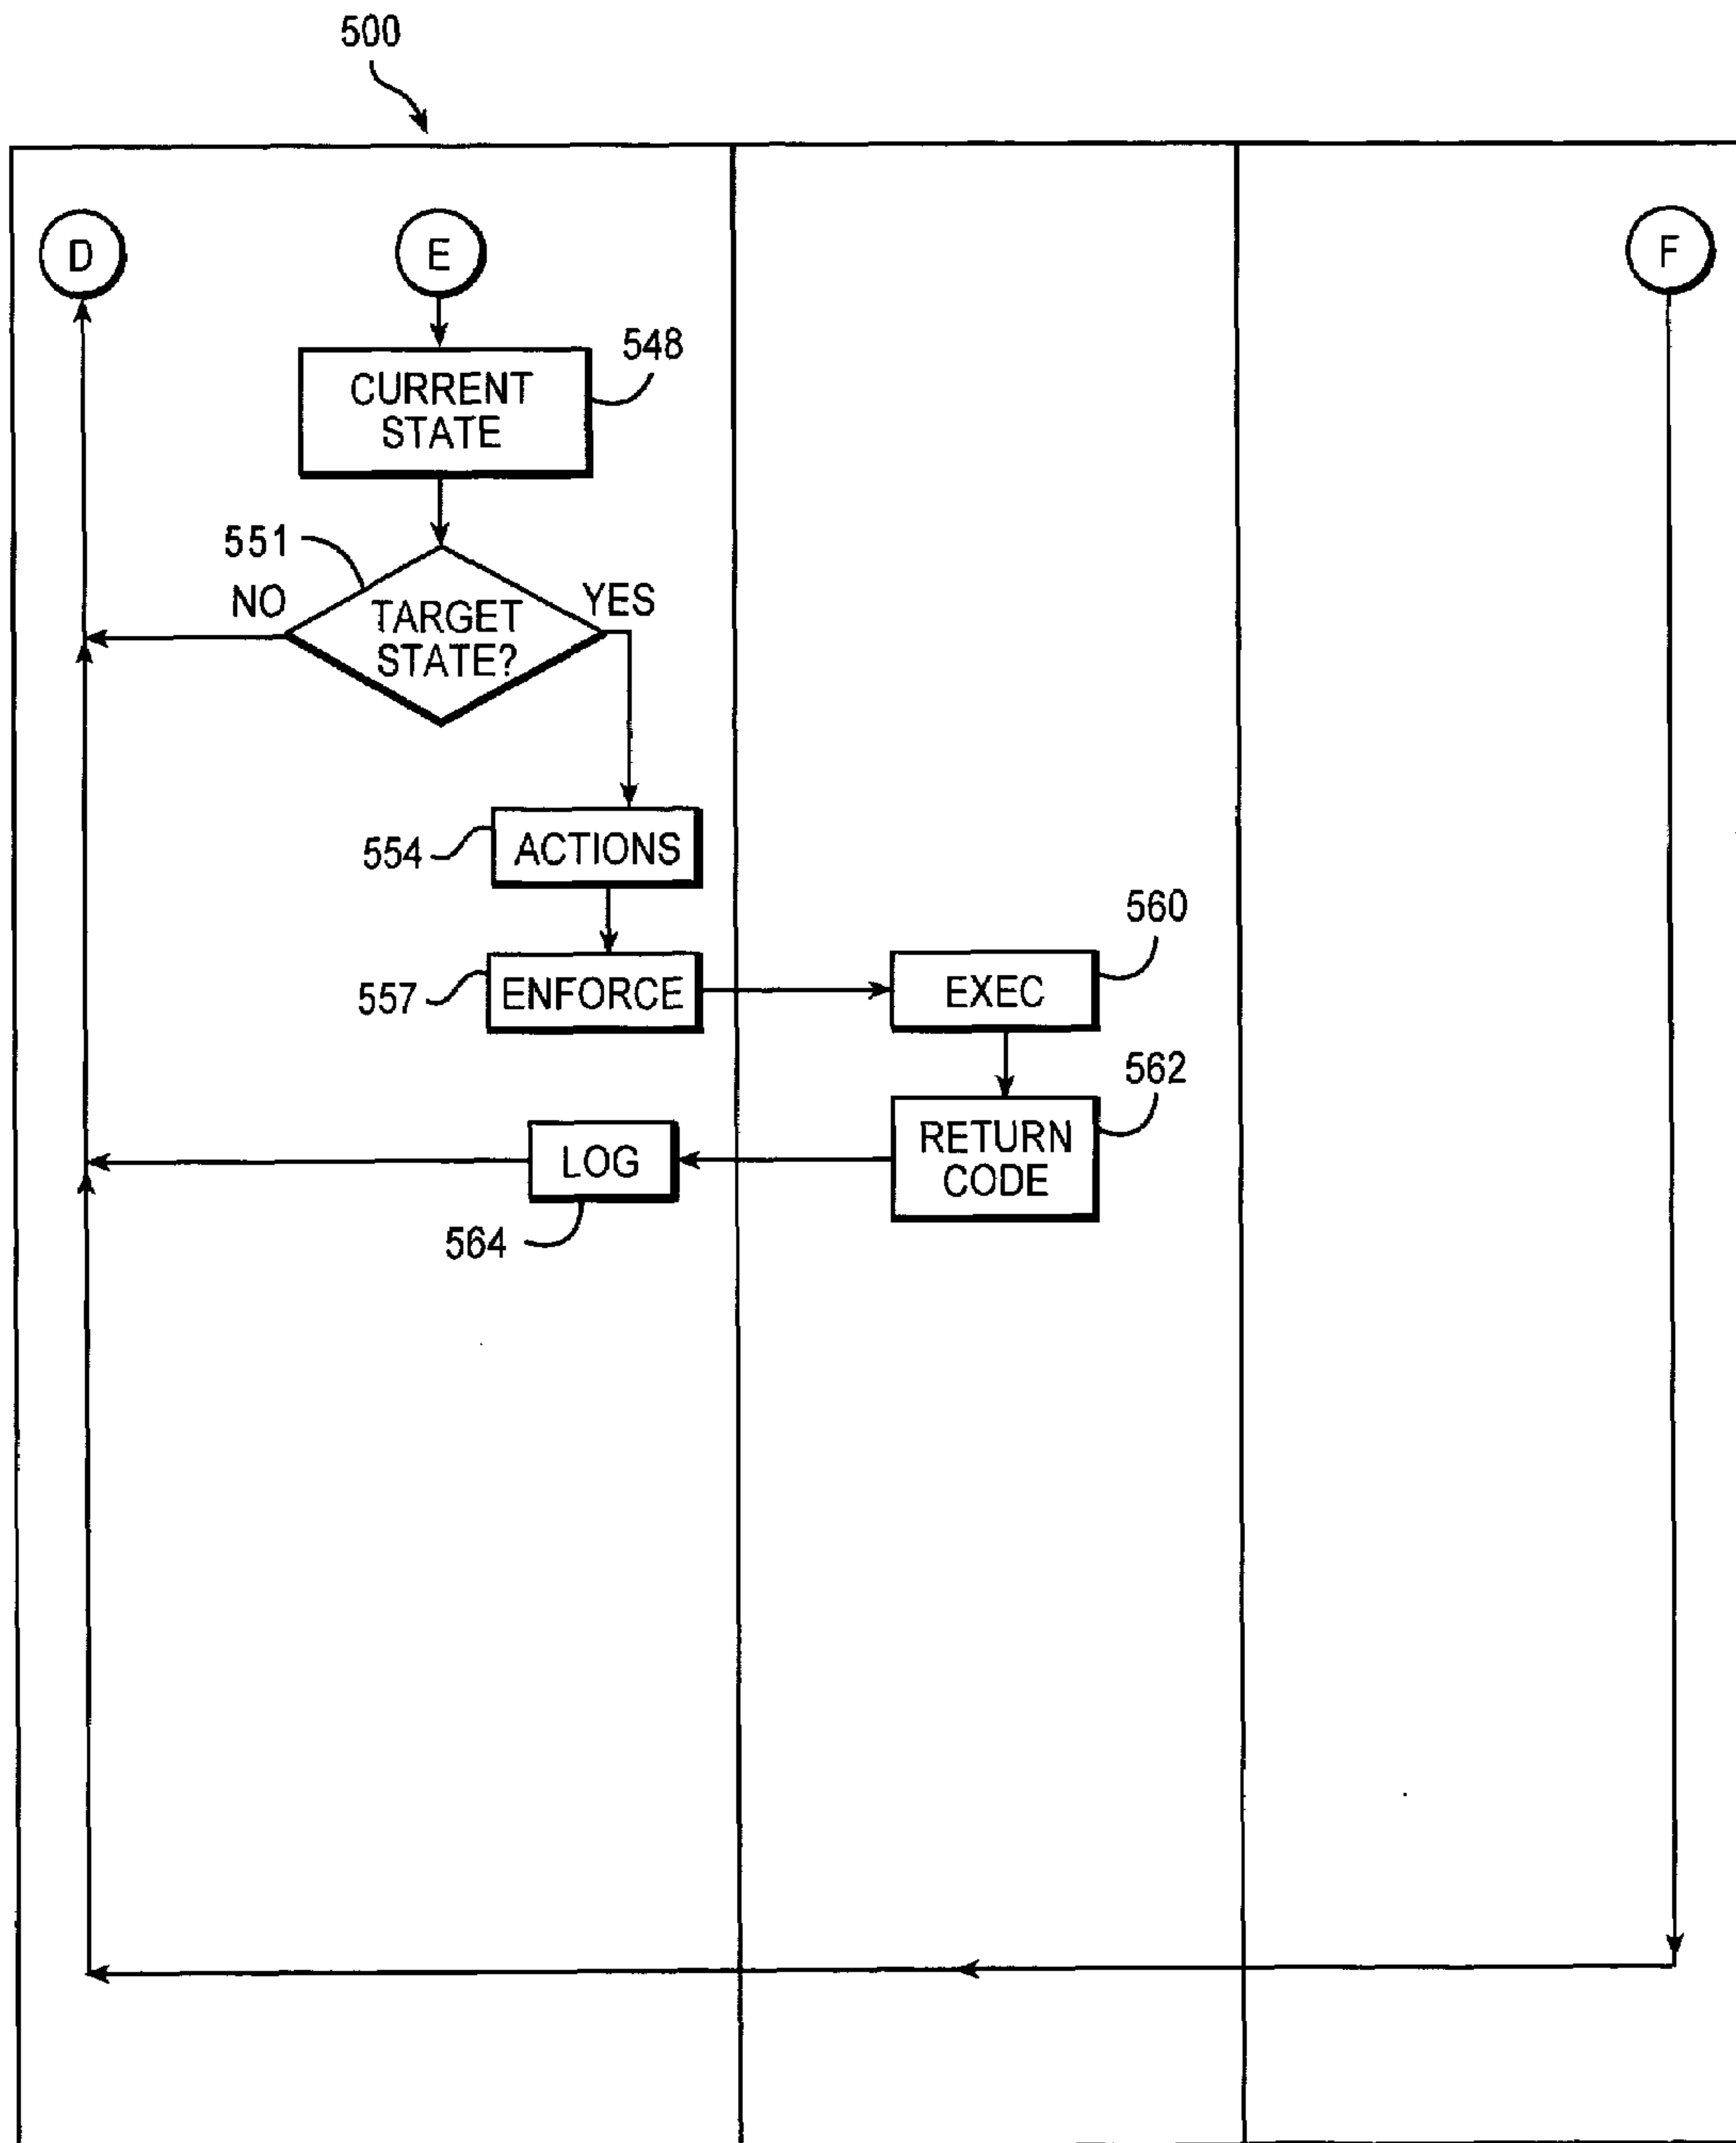 500
D
E
F
CURRENT
STATE
548
551
NO
YES
TARGET
STATE?
554
ACTIONS
557
ENFORCE
EXEC
560
RETURN
CODE
562
LOG
564